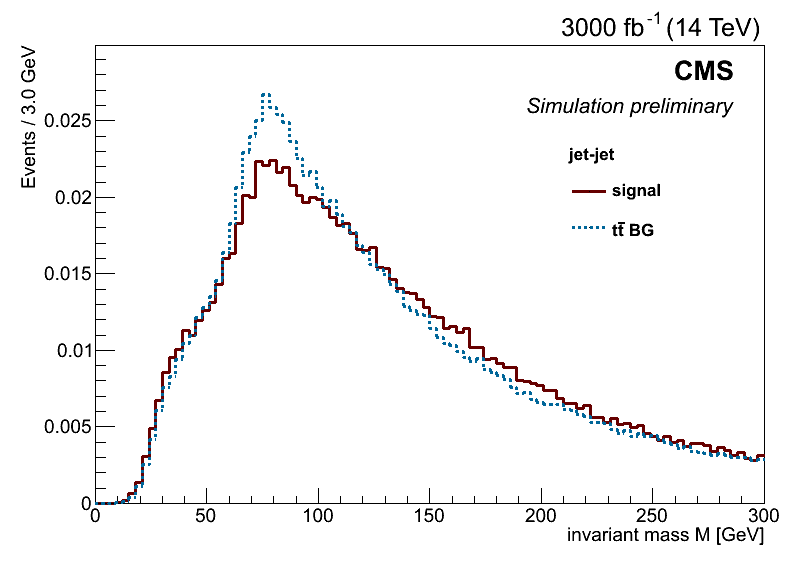 3000 fb-1 (14 TeV)
Events / 3.0 GeV
CMS
Simulation preliminary
jet-jet
signal
tt̄ BG
0.025
0.02
0.015
0.01
0.005
0
0 50 100 150 200 250 300
invariant mass M [GeV]